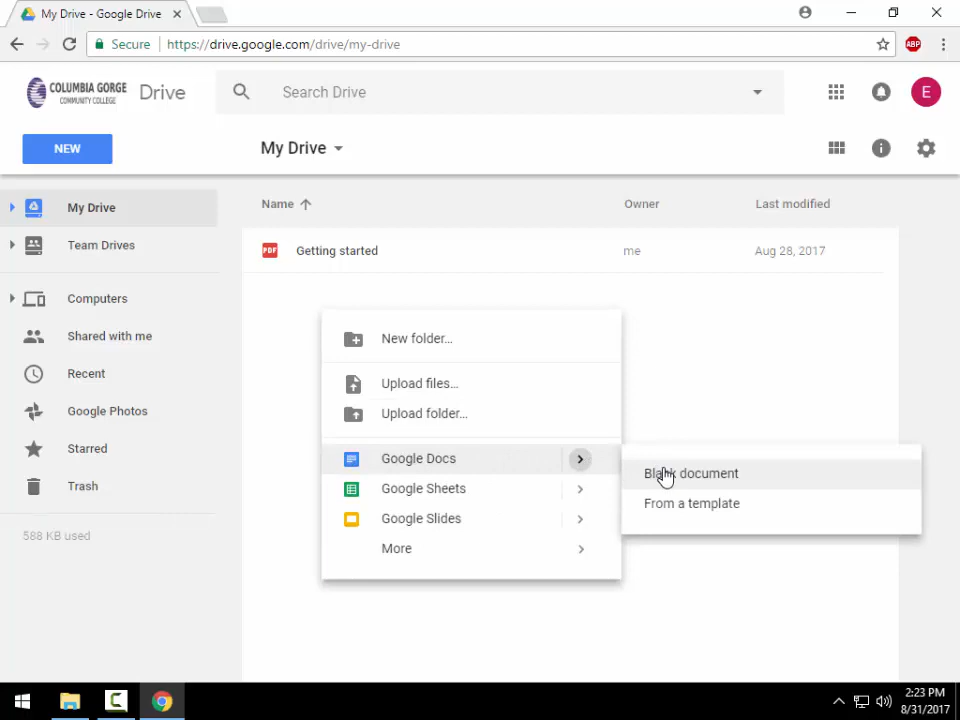 My Drive - Google Drive
Secure
https://drive.google.com/drive/my-drive
ABP
COLUMBIA GORGE
COMMUNITY COLLEGE
Drive
Search Drive
E
NEW
My Drive
My Drive
Team Drives
Computers
Shared with me
Recent
Google Photos
Starred
Trash
588 KB used
Name
Owner
Last modified
PDF
Getting started
me
Aug 28, 2017
New folder...
Upload files...
Upload folder...
Google Docs
Google Sheets
Google Slides
More
Blank document
From a template
2:23 PM
8/31/2017